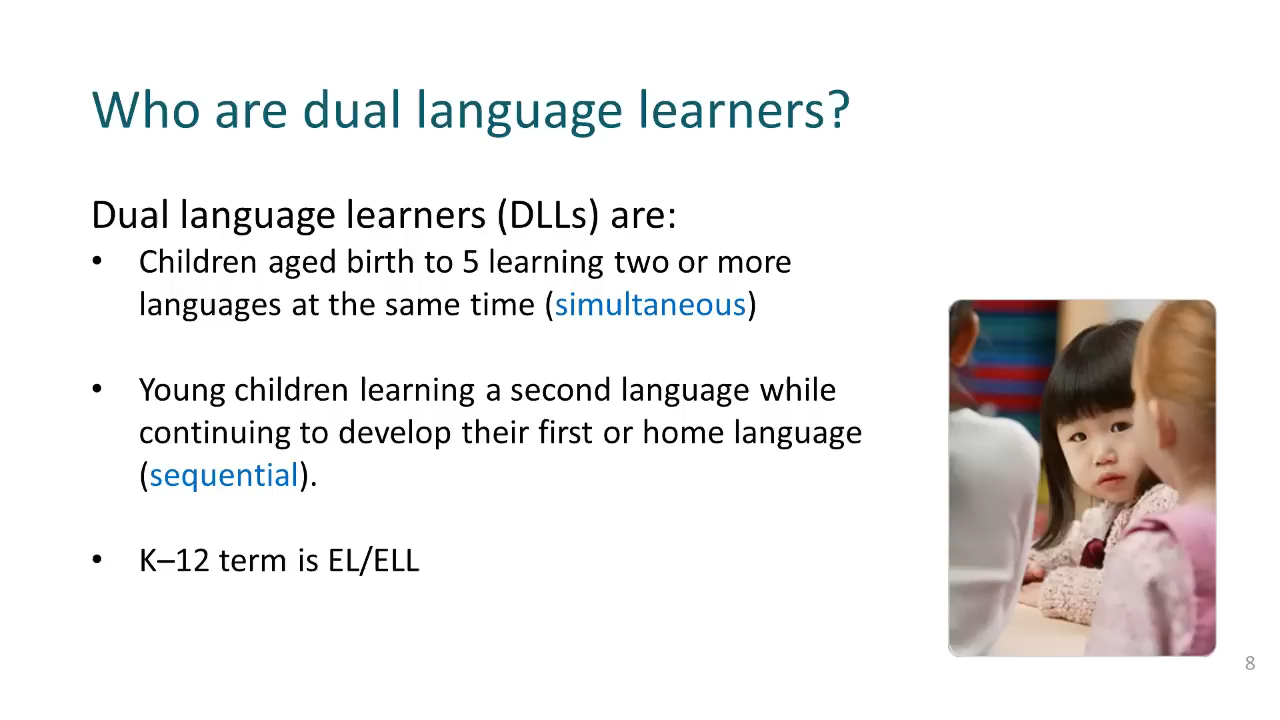 Who are dual language learners?
Dual language learners (DLLs) are:
• Children aged birth to 5 learning two or more
languages at the same time (simultaneous)
• Young children learning a second language while
continuing to develop their first or home language
(sequential).
• K–12 term is EL/ELL
8